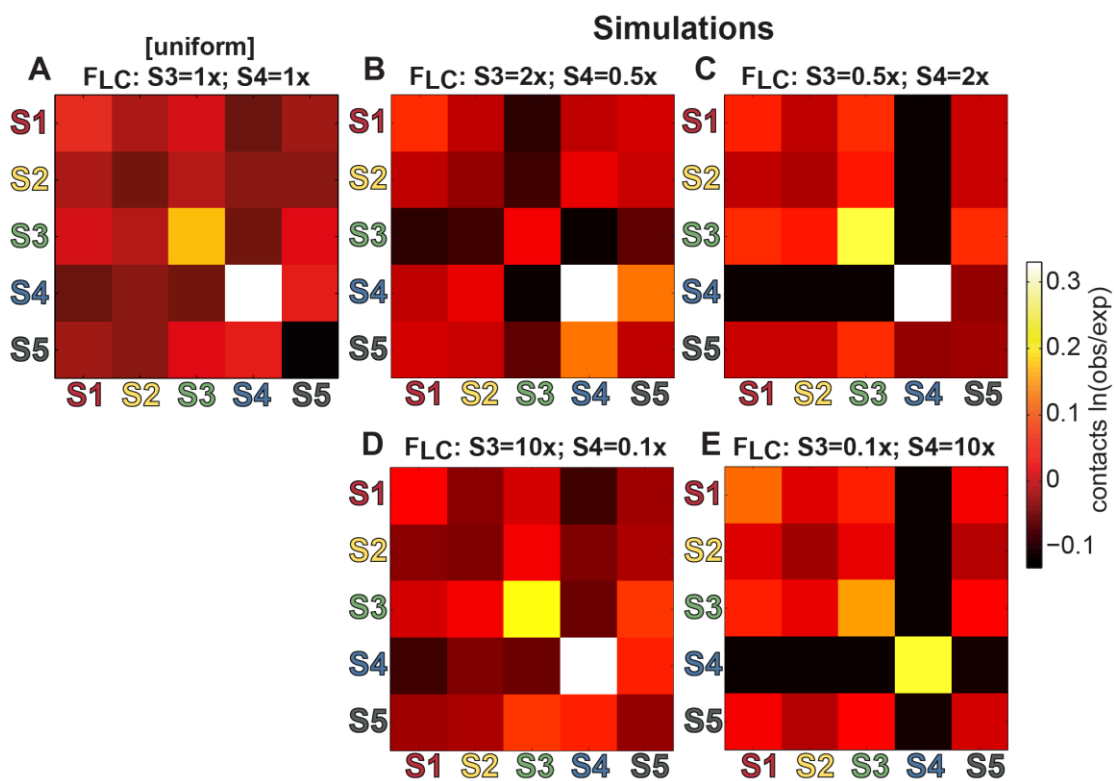 Simulations
A
[uniform]
FLC: S3=1x; S4=1x
B
FLC: S3=2x; S4=0.5x
C
FLC: S3=0.5x; S4=2x
S1
S2
S3
S4
S5
S1 S2 S3 S4 S5
S1
S2
S3
S4
S5
S1 S2 S3 S4 S5
S1
S2
S3
S4
S5
S1 S2 S3 S4 S5
D
FLC: S3=10x; S4=0.1x
E
FLC: S3=0.1x; S4=10x
S1
S2
S3
S4
S5
S1 S2 S3 S4 S5
S1
S2
S3
S4
S5
S1 S2 S3 S4 S5
0.3
0.2
0.1
0
−0.1
contacts ln(obs/exp)